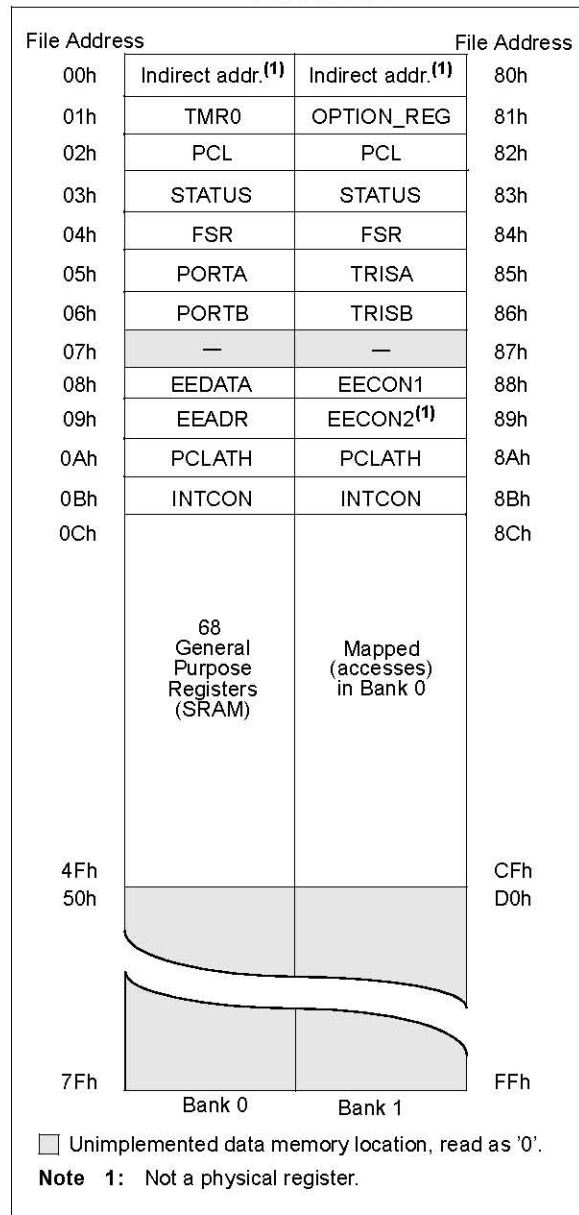 File Address File Address
00h Indirect addr.(1) Indirect addr.(1) 80h
01h TMR0 OPTION_REG 81h
02h PCL PCL 82h
03h STATUS STATUS 83h
04h FSR FSR 84h
05h PORTA TRISA 85h
06h PORTB TRISB 86h
07h — — 87h
08h EEDATA EECON1 88h
09h EEADR EECON2(1) 89h
0Ah PCLATH PCLATH 8Ah
0Bh INTCON INTCON 8Bh
0Ch 8Ch
68
General
Purpose
Registers
(SRAM)
Mapped
(accesses)
in Bank 0
4Fh CFh
50h D0h
7Fh FFh
Bank 0 Bank 1
Unimplemented data memory location, read as '0'.
Note 1: Not a physical register.